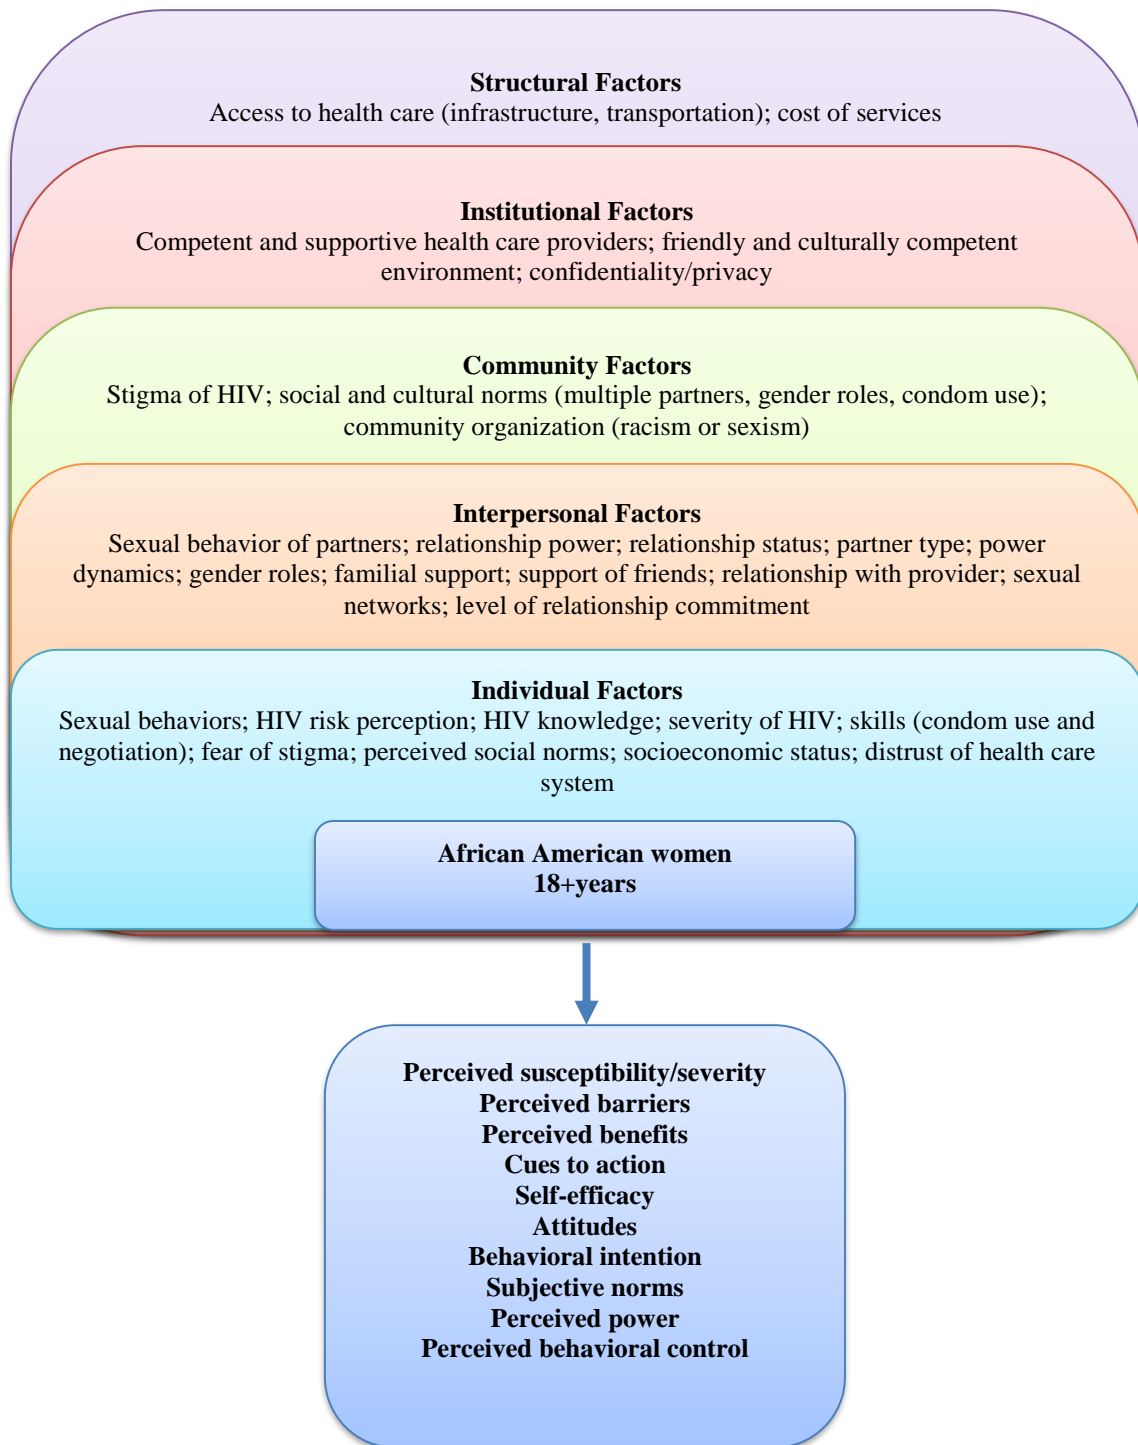 Structural Factors
Access to health care (infrastructure, transportation); cost of services
Institutional Factors
Competent and supportive health care providers; friendly and culturally competent
environment; confidentiality/privacy
Community Factors
Stigma of HIV; social and cultural norms (multiple partners, gender roles, condom use);
community organization (racism or sexism)
Interpersonal Factors
Sexual behavior of partners; relationship power; relationship status; partner type; power
dynamics; gender roles; familial support; support of friends; relationship with provider; sexual
networks; level of relationship commitment
Individual Factors
Sexual behaviors; HIV risk perception; HIV knowledge; severity of HIV; skills (condom use and
negotiation); fear of stigma; perceived social norms; socioeconomic status; distrust of health care
system
African American women
18+years
Perceived susceptibility/severity
Perceived barriers
Perceived benefits
Cues to action
Self-efficacy
Attitudes
Behavioral intention
Subjective norms
Perceived power
Perceived behavioral control